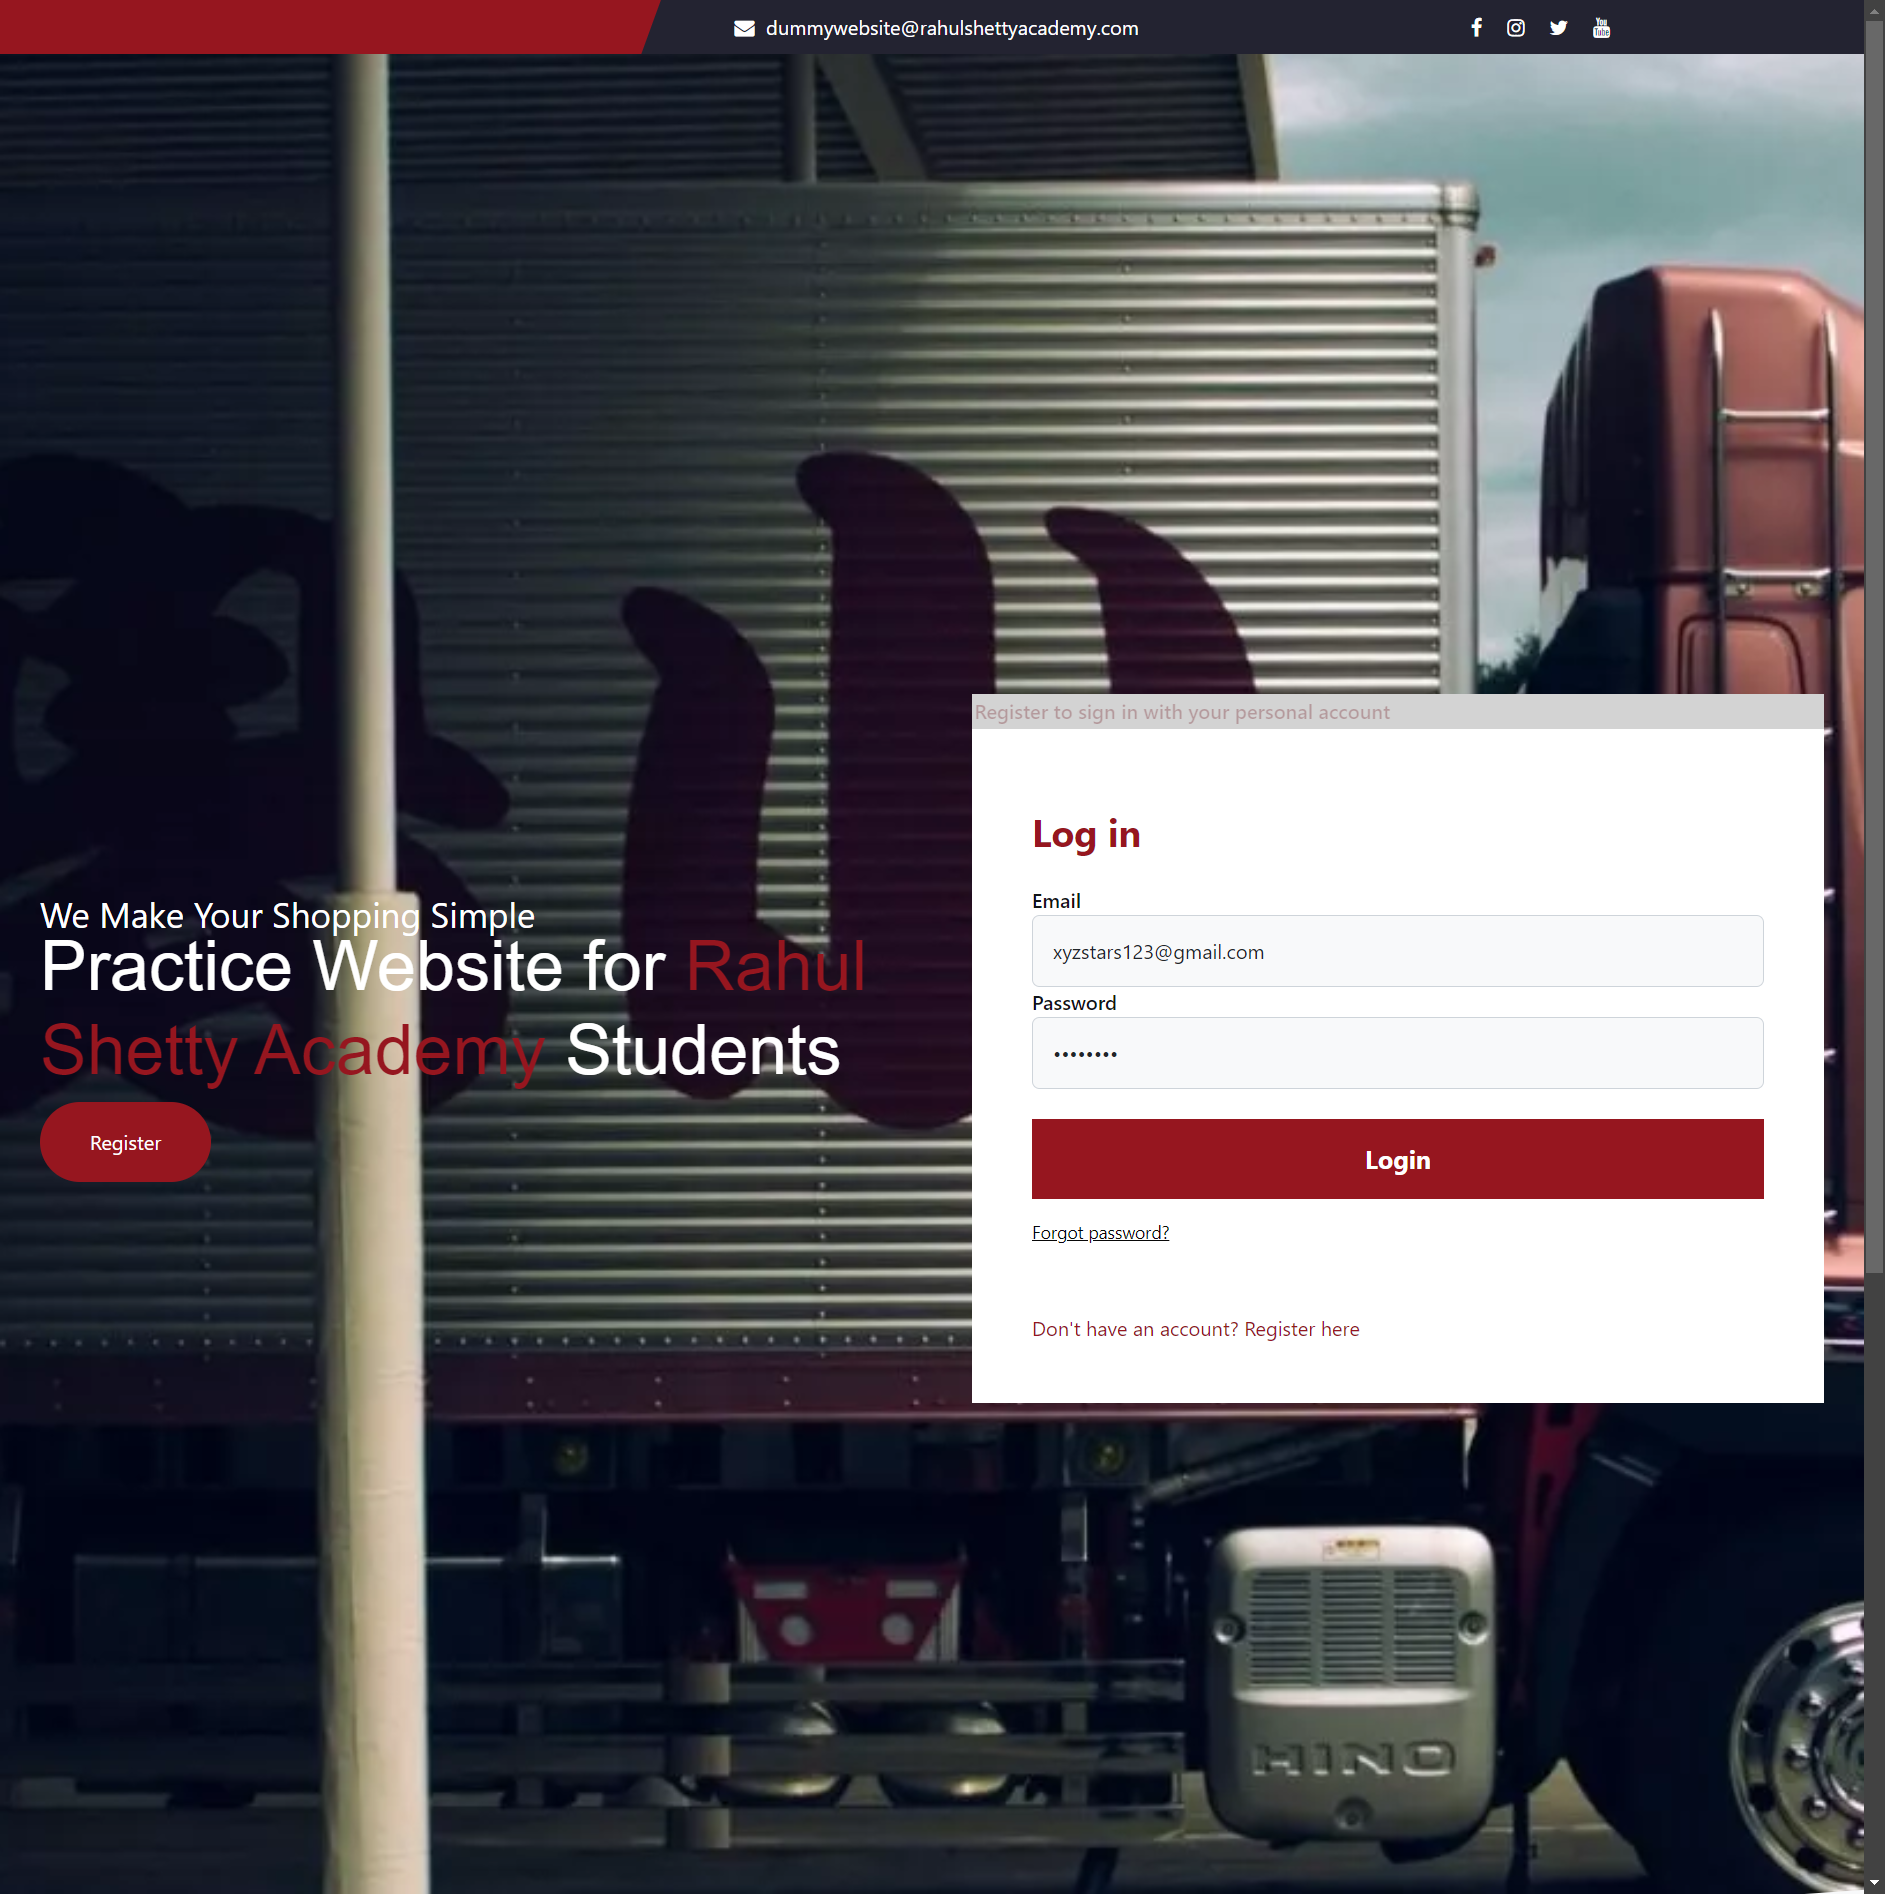 dummywebsite@rahulshettyacademy.com
We Make Your Shopping Simple
Practice Website for Rahul
Shetty Academy Students
Register
Register to sign in with your personal account
Log in
Email
xyzstars123@gmail.com
Password
••••••••
Login
Forgot password?
Don't have an account? Register here
HINO